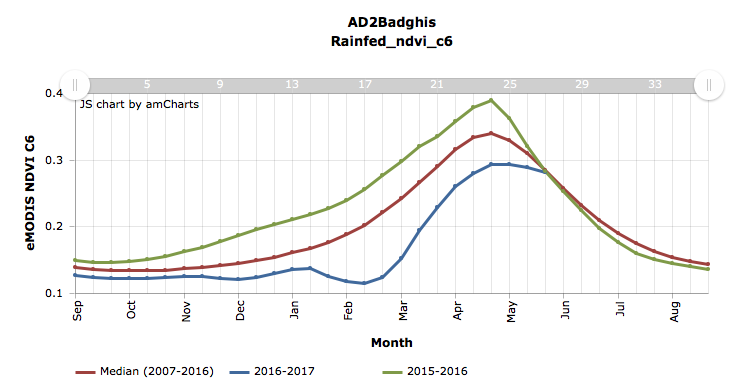 AD2Badghis
Rainfed_ndvi_c6
5 9 13 17 21 25 29 33
JS chart by amCharts
0.4
0.3
0.2
0.1
eMODIS NDVI C6
Sep Oct Nov Dec Jan Feb Mar Apr May Jun Jul Aug
Month
Median (2007-2016) 2016-2017 2015-2016